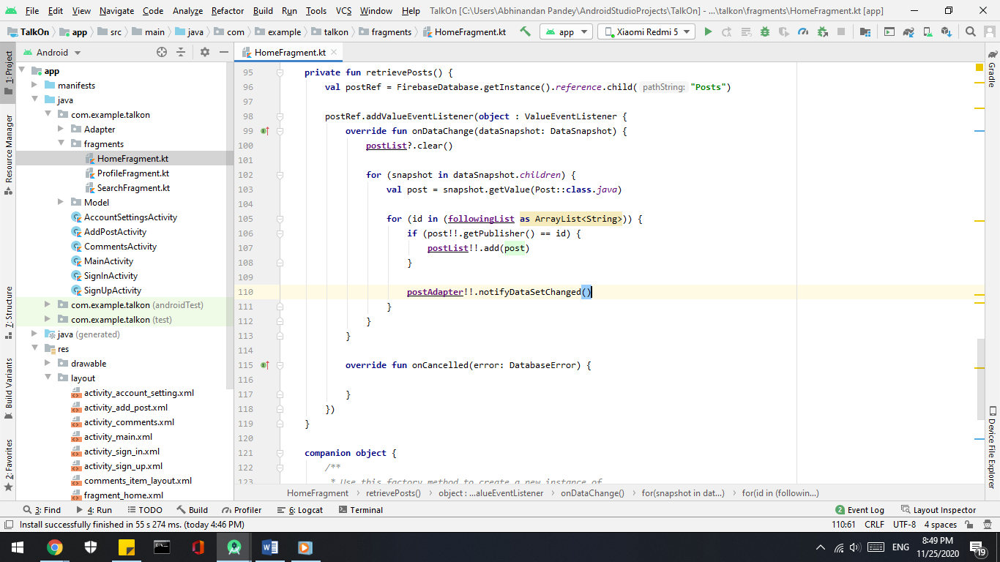 File Edit View Navigate Code Analyze Refactor Build Run Tools VCS Window Help TalkOn [C:\Users\Abhinandan Pandey\AndroidStudioProjects\TalkOn] - ...\talkon\fragments\HomeFragment.kt [app]
TalkOn app src main java com example talkon fragments HomeFragment.kt app Xiaomi Redmi 5
Android
HomeFragment.kt
1: Project
Resource Manager
7: Structure
Build Variants
2: Favorites
app
manifests
java
com.example.talkon
Adapter
fragments
HomeFragment.kt
ProfileFragment.kt
SearchFragment.kt
Model
AccountSettingsActivity
AddPostActivity
CommentsActivity
MainActivity
SignInActivity
SignUpActivity
com.example.talkon (androidTest)
com.example.talkon (test)
java (generated)
res
drawable
layout
activity_account_setting.xml
activity_add_post.xml
activity_comments.xml
activity_main.xml
activity_sign_in.xml
activity_sign_up.xml
comments_item_layout.xml
fragment_home.xml
95 private fun retrievePosts() {
96 val postRef = FirebaseDatabase.getInstance().reference.child( pathString: "Posts")
97
98 postRef.addValueEventListener(object : ValueEventListener {
99 override fun onDataChange(dataSnapshot: DataSnapshot) {
100 postList?.clear()
101
102 for (snapshot in dataSnapshot.children) {
103 val post = snapshot.getValue(Post::class.java)
104
105 for (id in (followingList as ArrayList<String>)) {
106 if (post!!.getPublisher() == id) {
107 postList!!.add(post)
108 }
109
110 postAdapter!!.notifyDataSetChanged()
111 }
112 }
113 }
114
115 override fun onCancelled(error: DatabaseError) {
116
117 }
118 })
119 }
120
121 companion object {
122 /**
123 * Use this factory method to create a new instance of
HomeFragment retrievePosts() object : ...alueEventListener onDataChange() for(snapshot in dat...) for(id in (followin...)
Gradle
Device File Explorer
3: Find 4: Run TODO Build Profiler 6: Logcat Terminal 2 Event Log Layout Inspector
Install successfully finished in 55 s 274 ms. (today 4:46 PM) 110:61 CRLF UTF-8 4 spaces
ENG 8:49 PM
11/25/2020 19